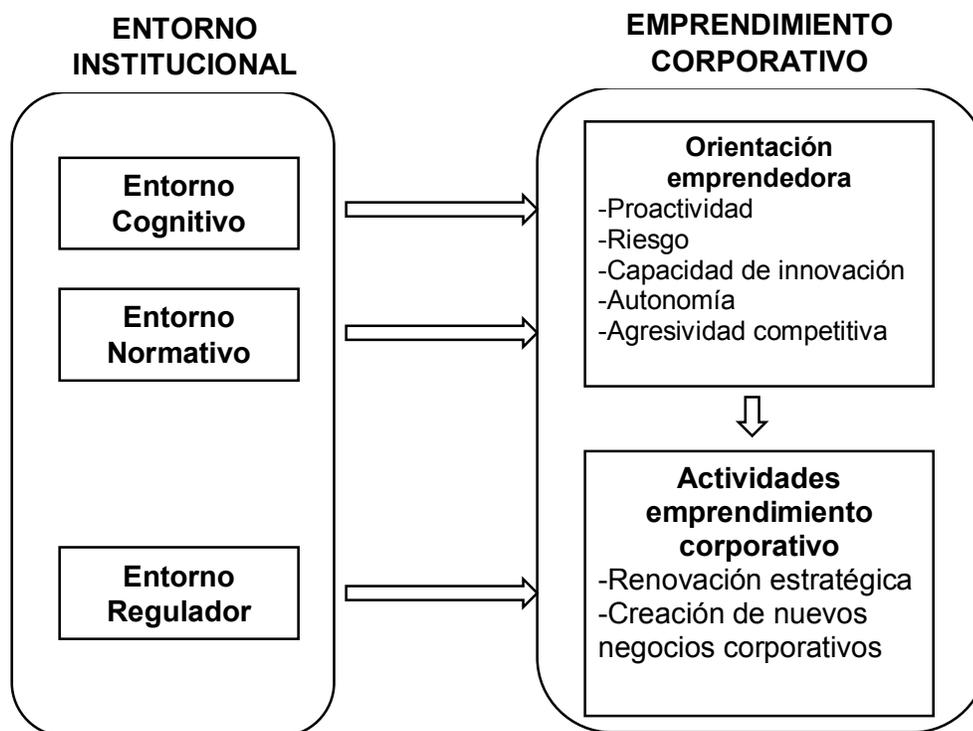 ENTORNO
INSTITUCIONAL
Entorno
Cognitivo
Entorno
Normativo
Entorno
Regulador
EMPRENDIMIENTO
CORPORATIVO
Orientación
emprendedora
-Proactividad
-Riesgo
-Capacidad de innovación
-Autonomía
-Agresividad competitiva
Actividades
emprendimiento
corporativo
-Renovación estratégica
-Creación de nuevos
negocios corporativos